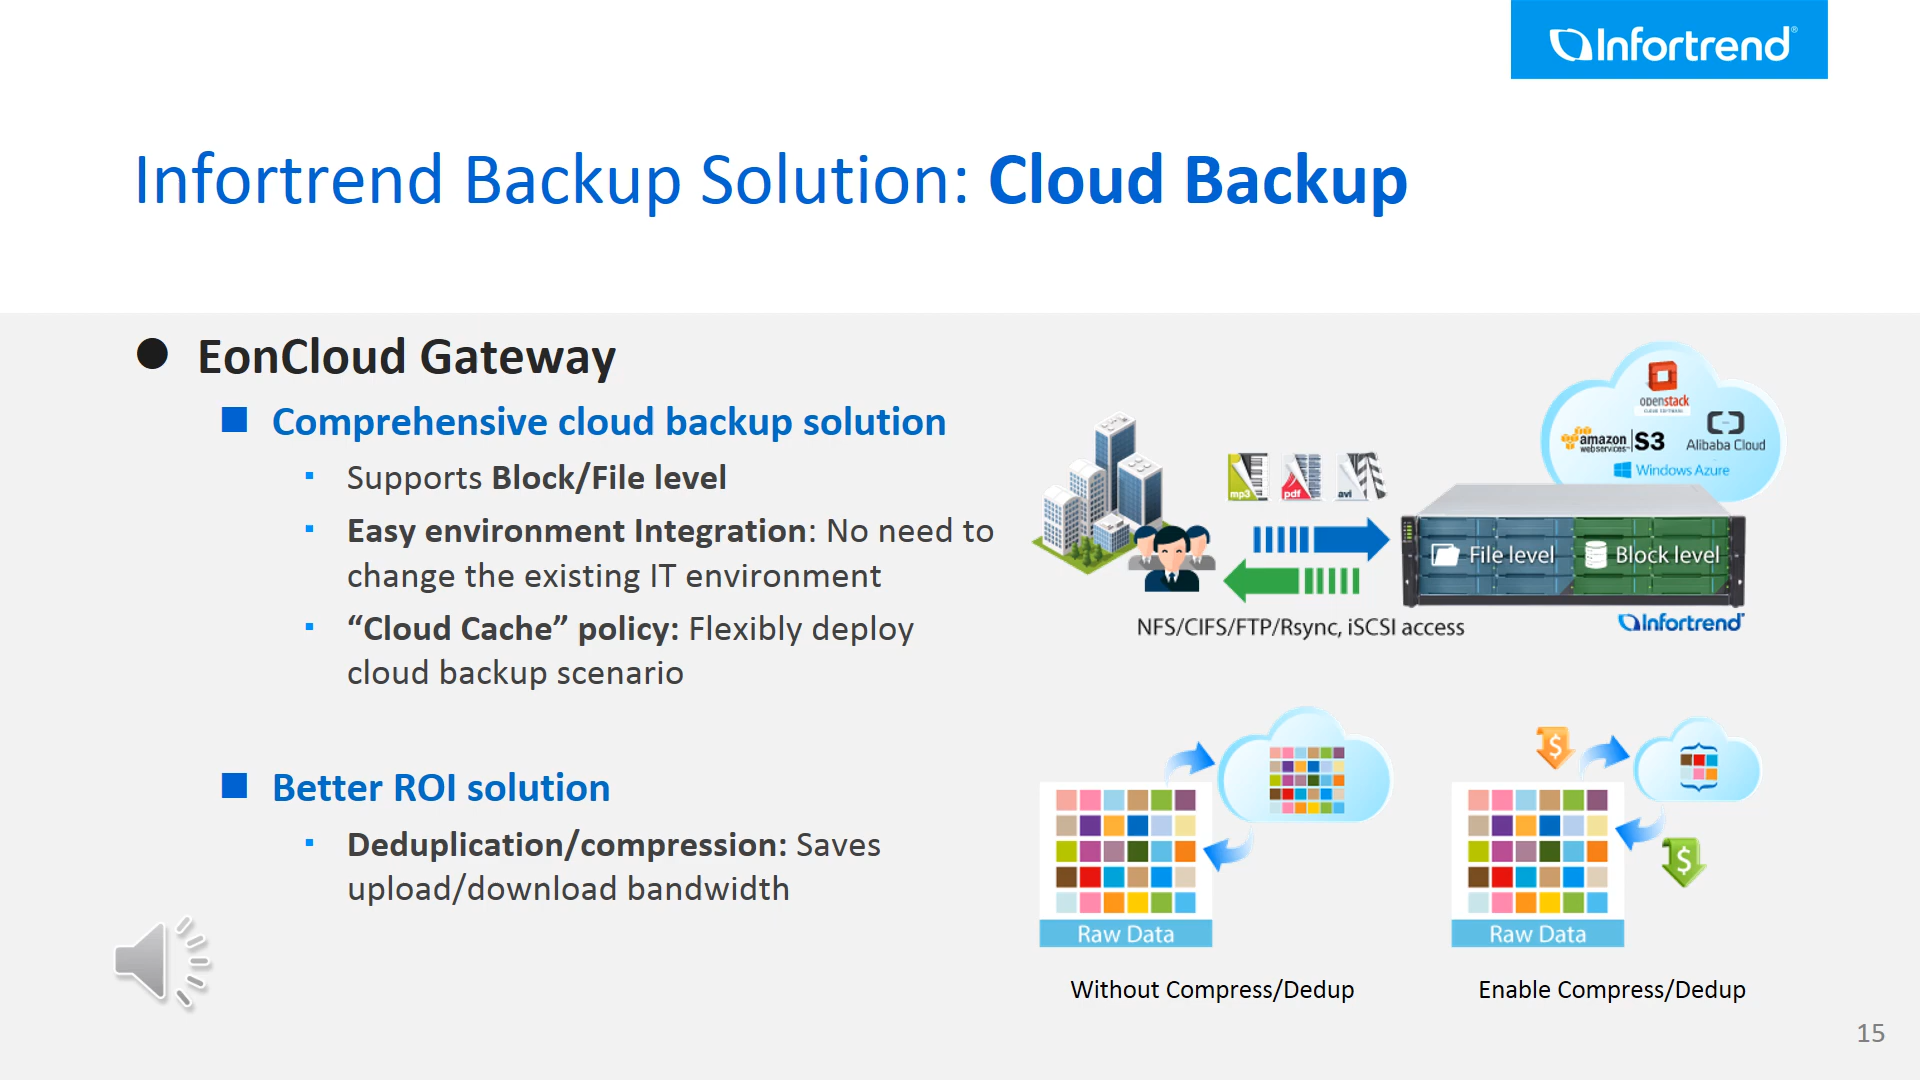 Infortrend®
Infortrend Backup Solution: Cloud Backup
● EonCloud Gateway
■ Comprehensive cloud backup solution
▪ Supports Block/File level
▪ Easy environment Integration: No need to
change the existing IT environment
▪ “Cloud Cache” policy: Flexibly deploy
cloud backup scenario
■ Better ROI solution
▪ Deduplication/compression: Saves
upload/download bandwidth
openstack
CLOUD SOFTWARE
amazon
webservices™
S3
Alibaba Cloud
Windows Azure
mp3
pdf
avi
File level
Block level
Infortrend
NFS/CIFS/FTP/Rsync, iSCSI access
Raw Data
Without Compress/Dedup
$
$
Raw Data
Enable Compress/Dedup
15